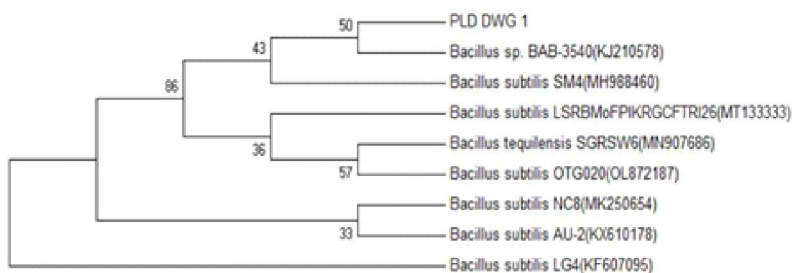 PLD DWG 1
50
Bacillus sp. BAB-3540(KJ210578)
43
Bacillus subtilis SM4(MH988460)
86
Bacillus subtilis LSRBMoFPIKRGCFTRI26(MT133333)
36
Bacillus tequilensis SGRSW6(MN907686)
57
Bacillus subtilis OTG020(OL872187)
Bacillus subtilis NC8(MK250654)
33
Bacillus subtilis AU-2(KX610178)
Bacillus subtilis LG4(KF607095)